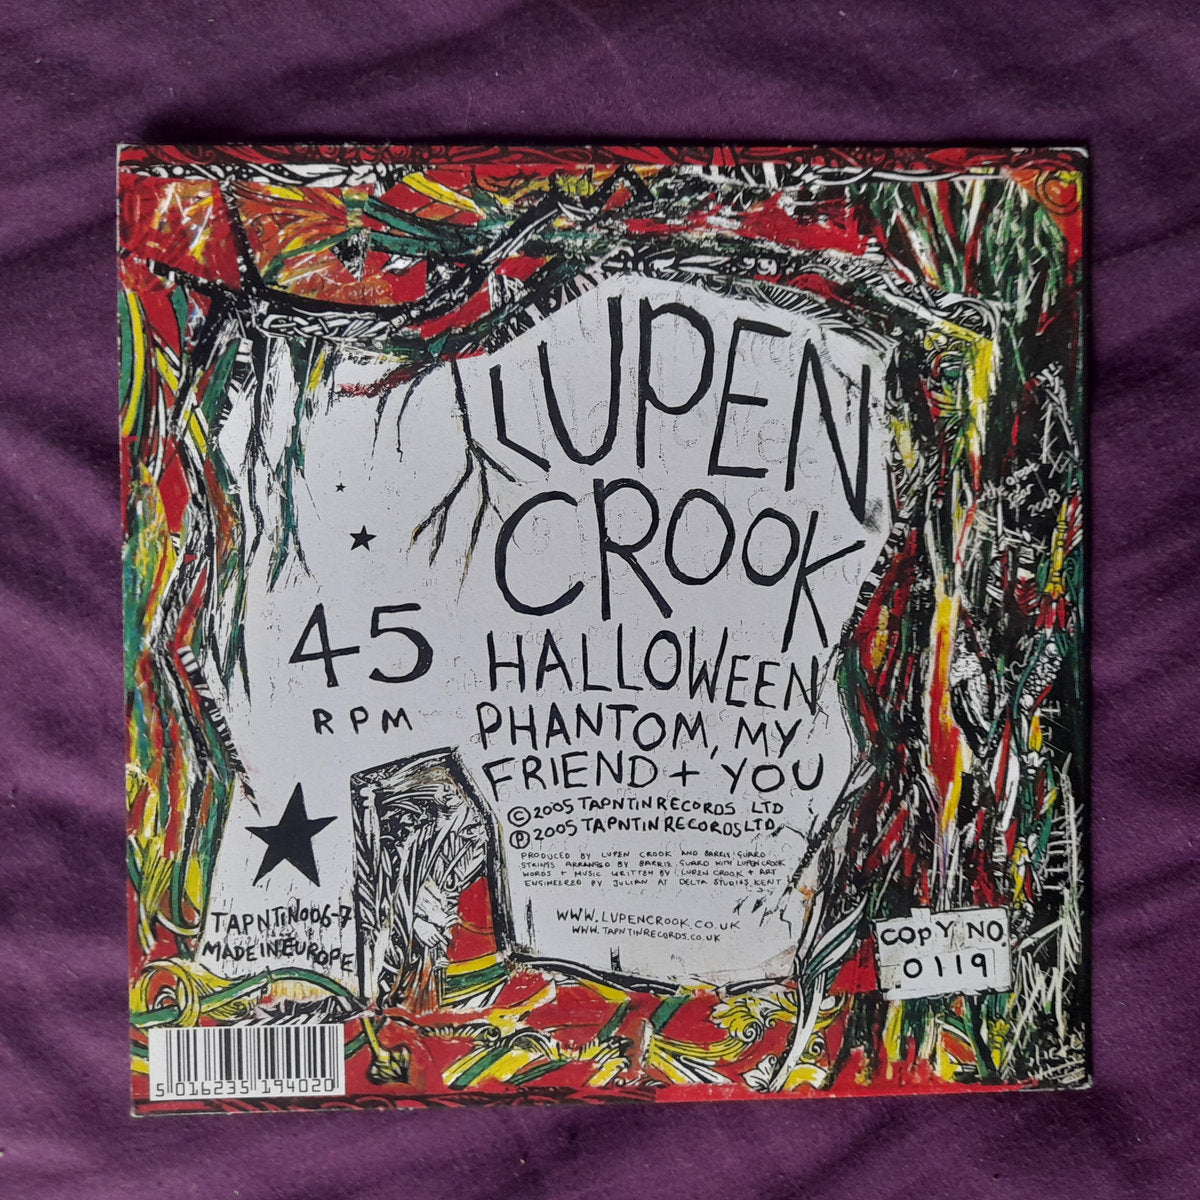 LUPEN
CROOK
HALLOWEEN
PHANTOM, MY
FRIEND + YOU
© 2005 TAPNTIN RECORDS LTD
℗ 2005 TAPNTIN RECORDS LTD
PRODUCED BY LUPEN CROOK AND BARRIE GUARD
STRINGS ARRANGED BY BARRIE GUARD WITH LUPEN CROOK
WORDS + MUSIC WRITTEN BY LUPEN CROOK + ART
ENGINEERED BY JULIAN AT DELTA STUDIOS, KENT
WWW.LUPENCROOK.CO.UK
WWW.TAPNTINRECORDS.CO.UK
45
RPM
TAPNTIN006-7
MADE IN EUROPE
COPY NO.
0119
5 016235 194020
2008